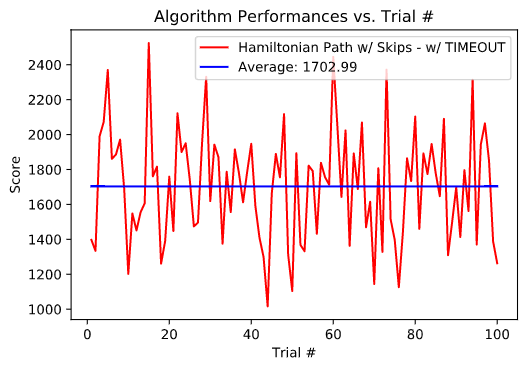 Algorithm Performances vs. Trial #
Hamiltonian Path w/ Skips - w/ TIMEOUT
Average: 1702.99
2400
2200
2000
1800
1600
1400
1200
1000
Score
0 20 40 60 80 100
Trial #